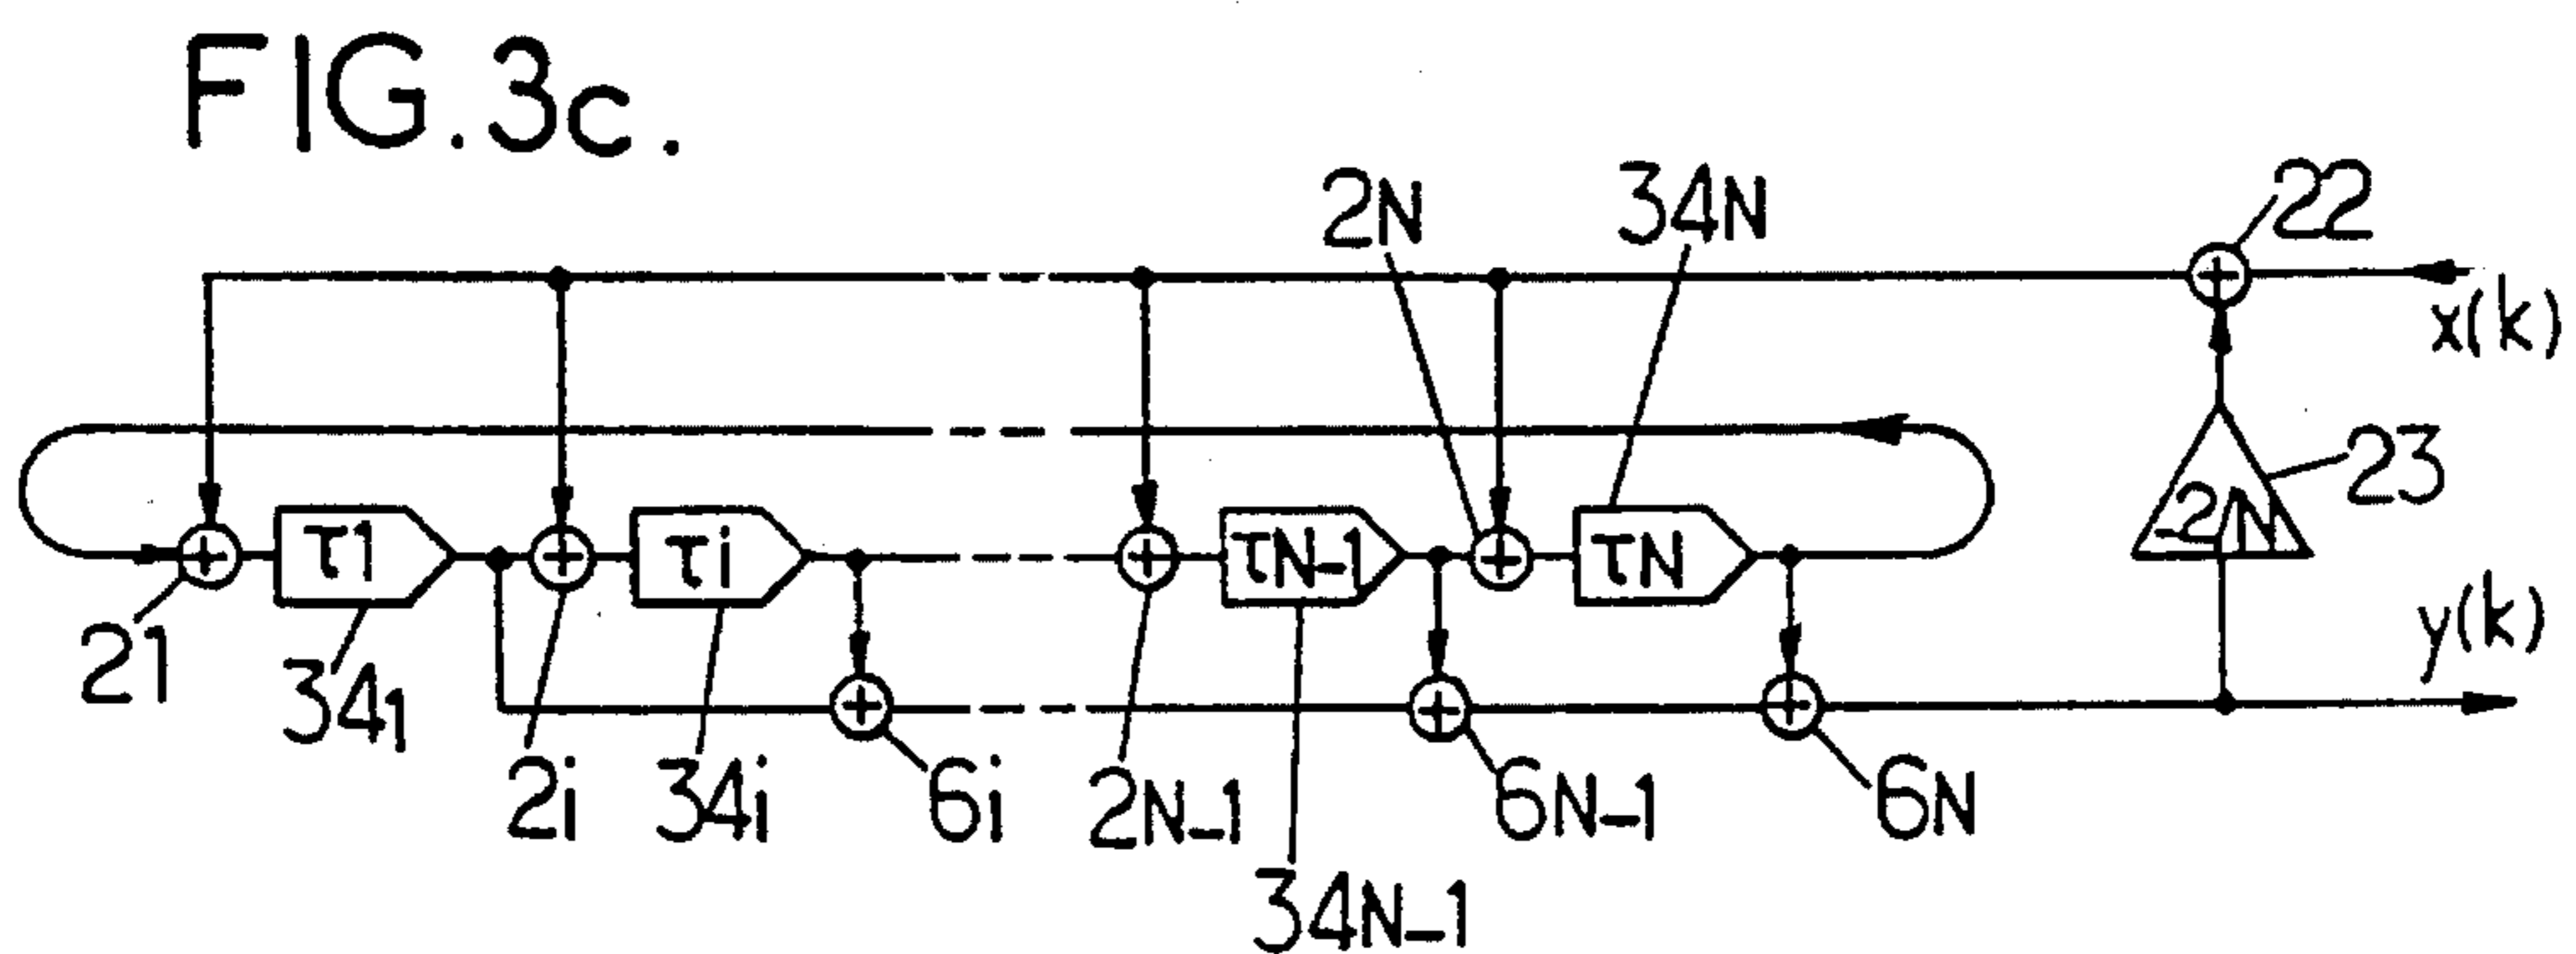 FIG.3c.
2N 34N 22
x(k)
23
τ1 τi τN-1 τN -2/N
21 y(k)
341
2i 34i 6i 2N-1 6N-1 6N
34N-1